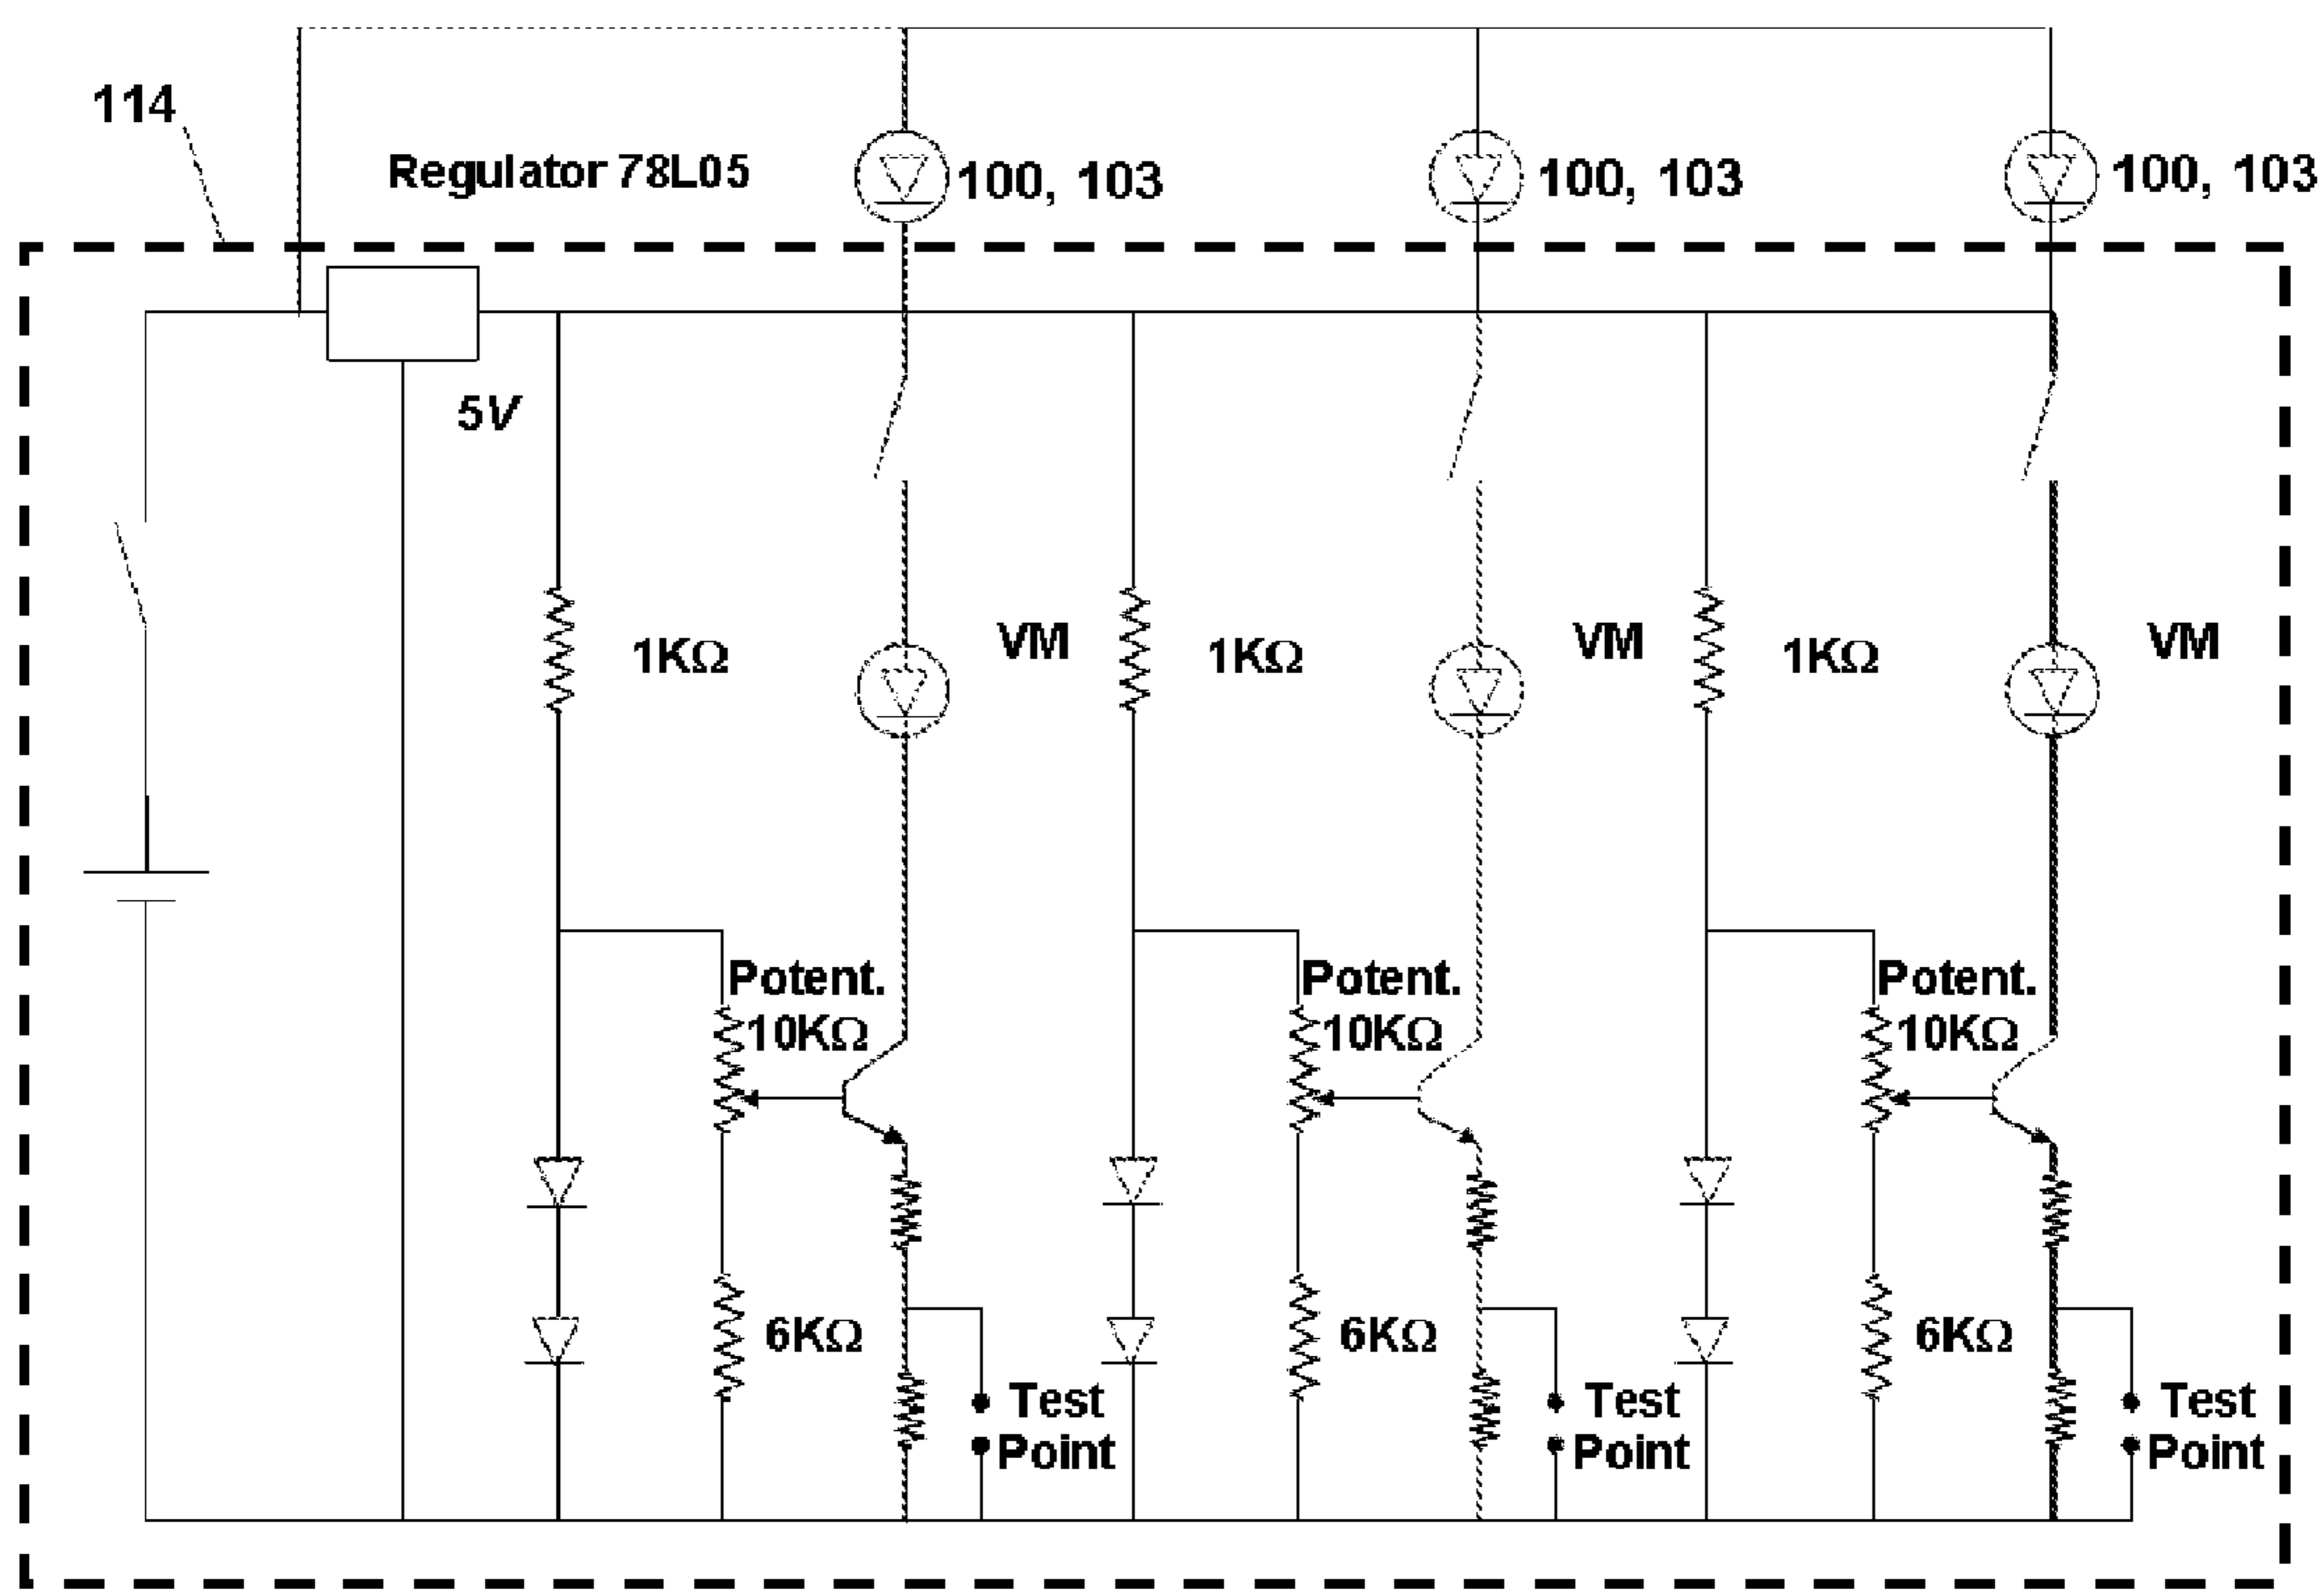 114
Regulator 78L05
100, 103
100, 103
100, 103
5V
1KΩ
VM
1KΩ
VM
1KΩ
VM
Potent.
10KΩ
Potent.
10KΩ
Potent.
10KΩ
6KΩ
Test
Point
6KΩ
Test
Point
6KΩ
Test
Point